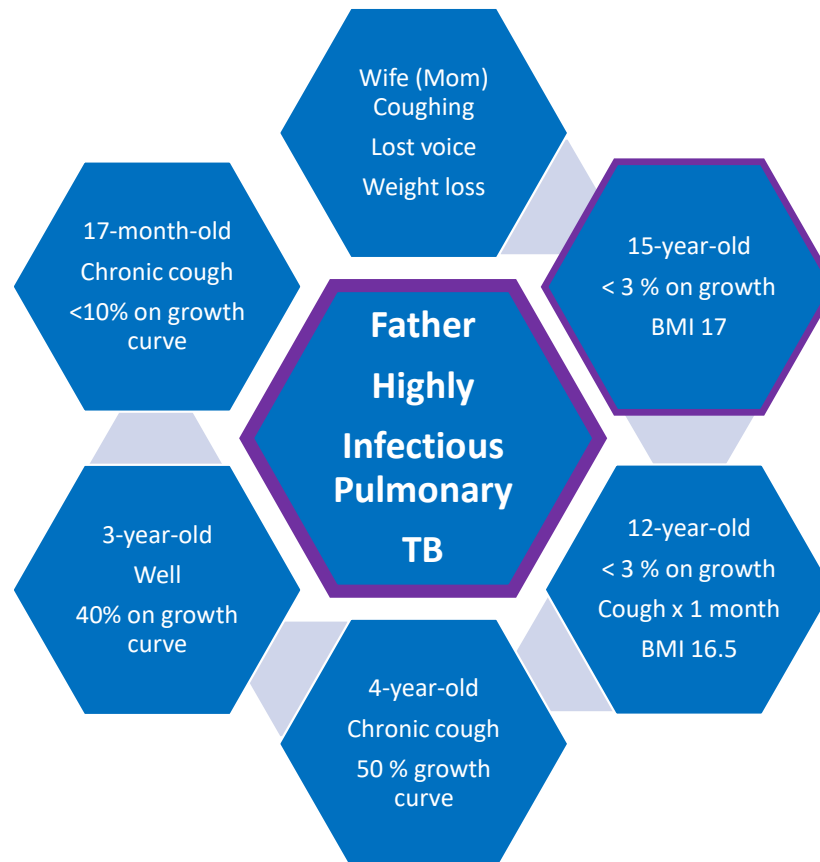 Wife (Mom)
Coughing
Lost voice
Weight loss
15-year-old
< 3 % on growth
BMI 17
12-year-old
< 3 % on growth
Cough x 1 month
BMI 16.5
4-year-old
Chronic cough
50 % growth
curve
3-year-old
Well
40% on growth
curve
17-month-old
Chronic cough
<10% on growth
curve
Father
Highly
Infectious
Pulmonary
TB